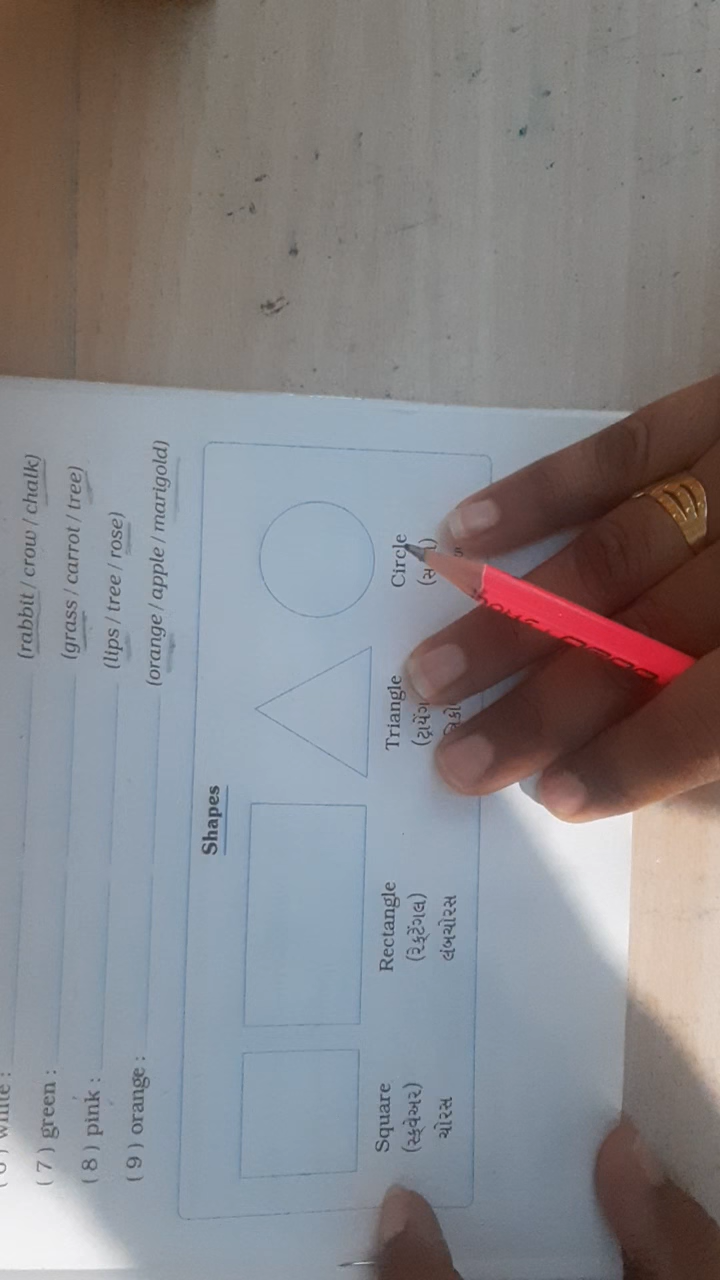 (rabbit / crow / chalk)
(7) green : (grass / carrot / tree)
(8) pink : (lips / tree / rose)
(9) orange : (orange / apple / marigold)
Shapes
Square Rectangle Triangle Circle
(સ્ક્વેઅર) (રેક્ટેંગલ)
ચોરસ લંબચોરસ